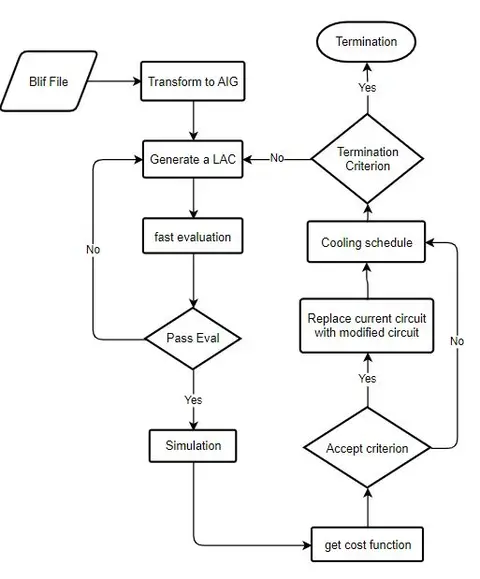 Blif File
Transform to AIG
Generate a LAC
fast evaluation
No
Pass Eval
Yes
Simulation
get cost function
Accept criterion
No
Yes
Replace current circuit
with modified circuit
Cooling schedule
Termination
Criterion
No
Yes
Termination